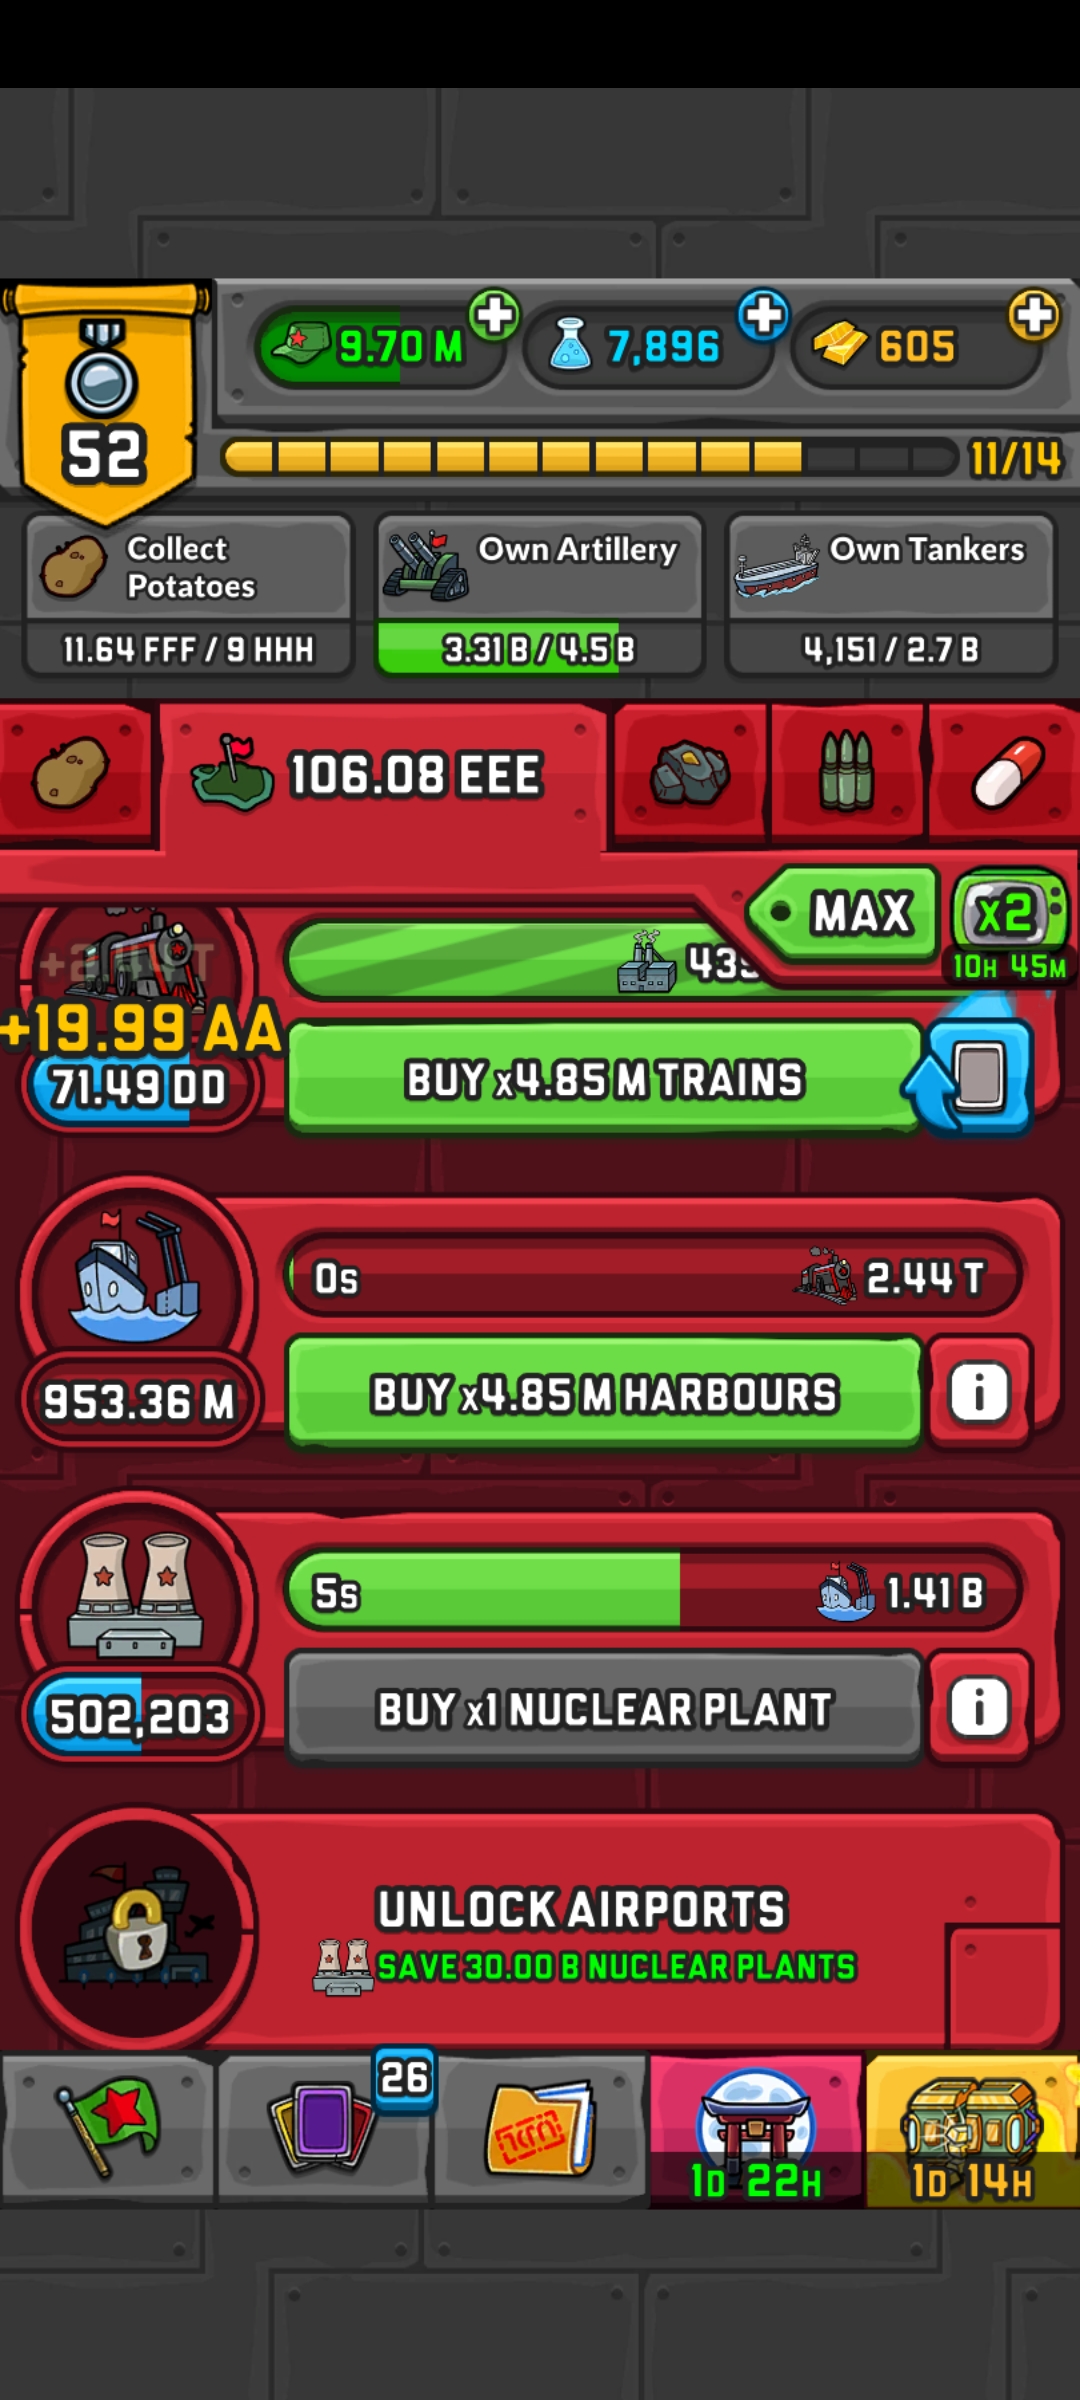 9.70 M
7,896
605
52
11/14
Collect
Potatoes
Own Artillery
Own Tankers
11.64 FFF / 9 HHH
3.31 B / 4.5 B
4,151 / 2.7 B
106.08 EEE
MAX
x2
10H 45M
+19.99 AA
71.49 DD
BUY x4.85 M TRAINS
0s
2.44 T
953.36 M
BUY x4.85 M HARBOURS
i
5s
1.41 B
502,203
BUY x1 NUCLEAR PLANT
i
UNLOCK AIRPORTS
SAVE 30.00 B NUCLEAR PLANTS
26
1D 22H
1D 14H